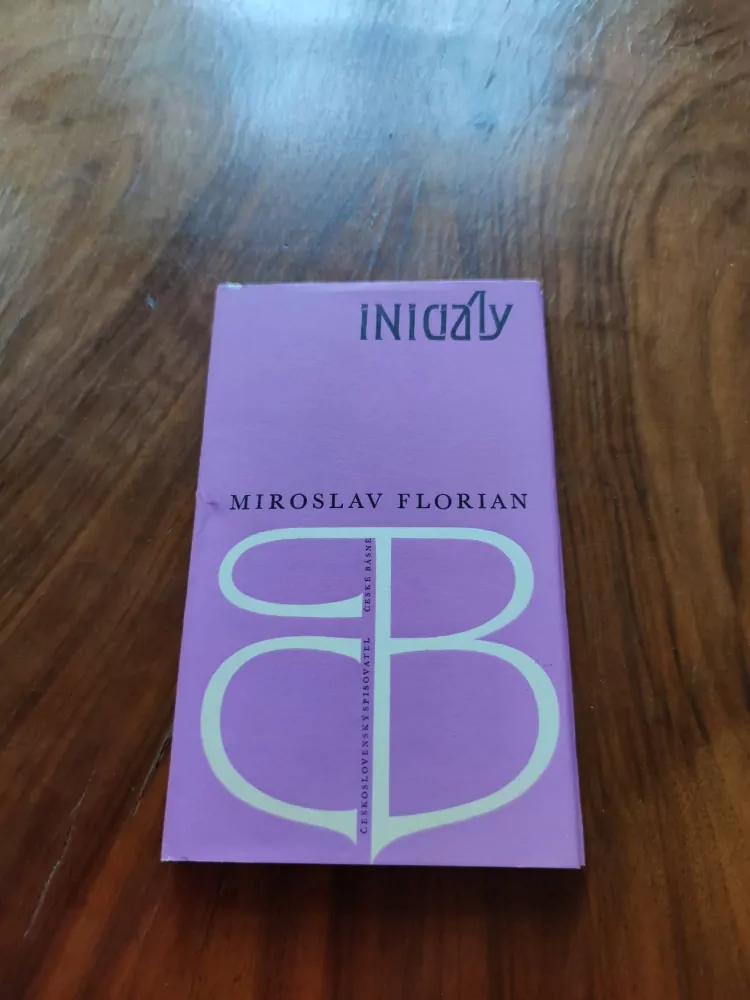 iNiciály
MIROSLAV FLORIAN
ČESKÉ BÁSNĚ
ČESKOSLOVENSKÝ SPISOVATEL